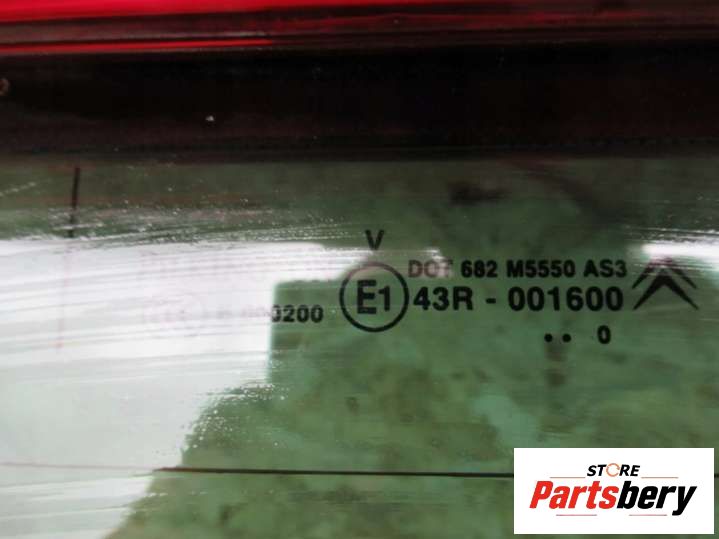 V
DOT 682 M5550 AS3
E1 43R - 001600
.. 0
STORE
Partsbery